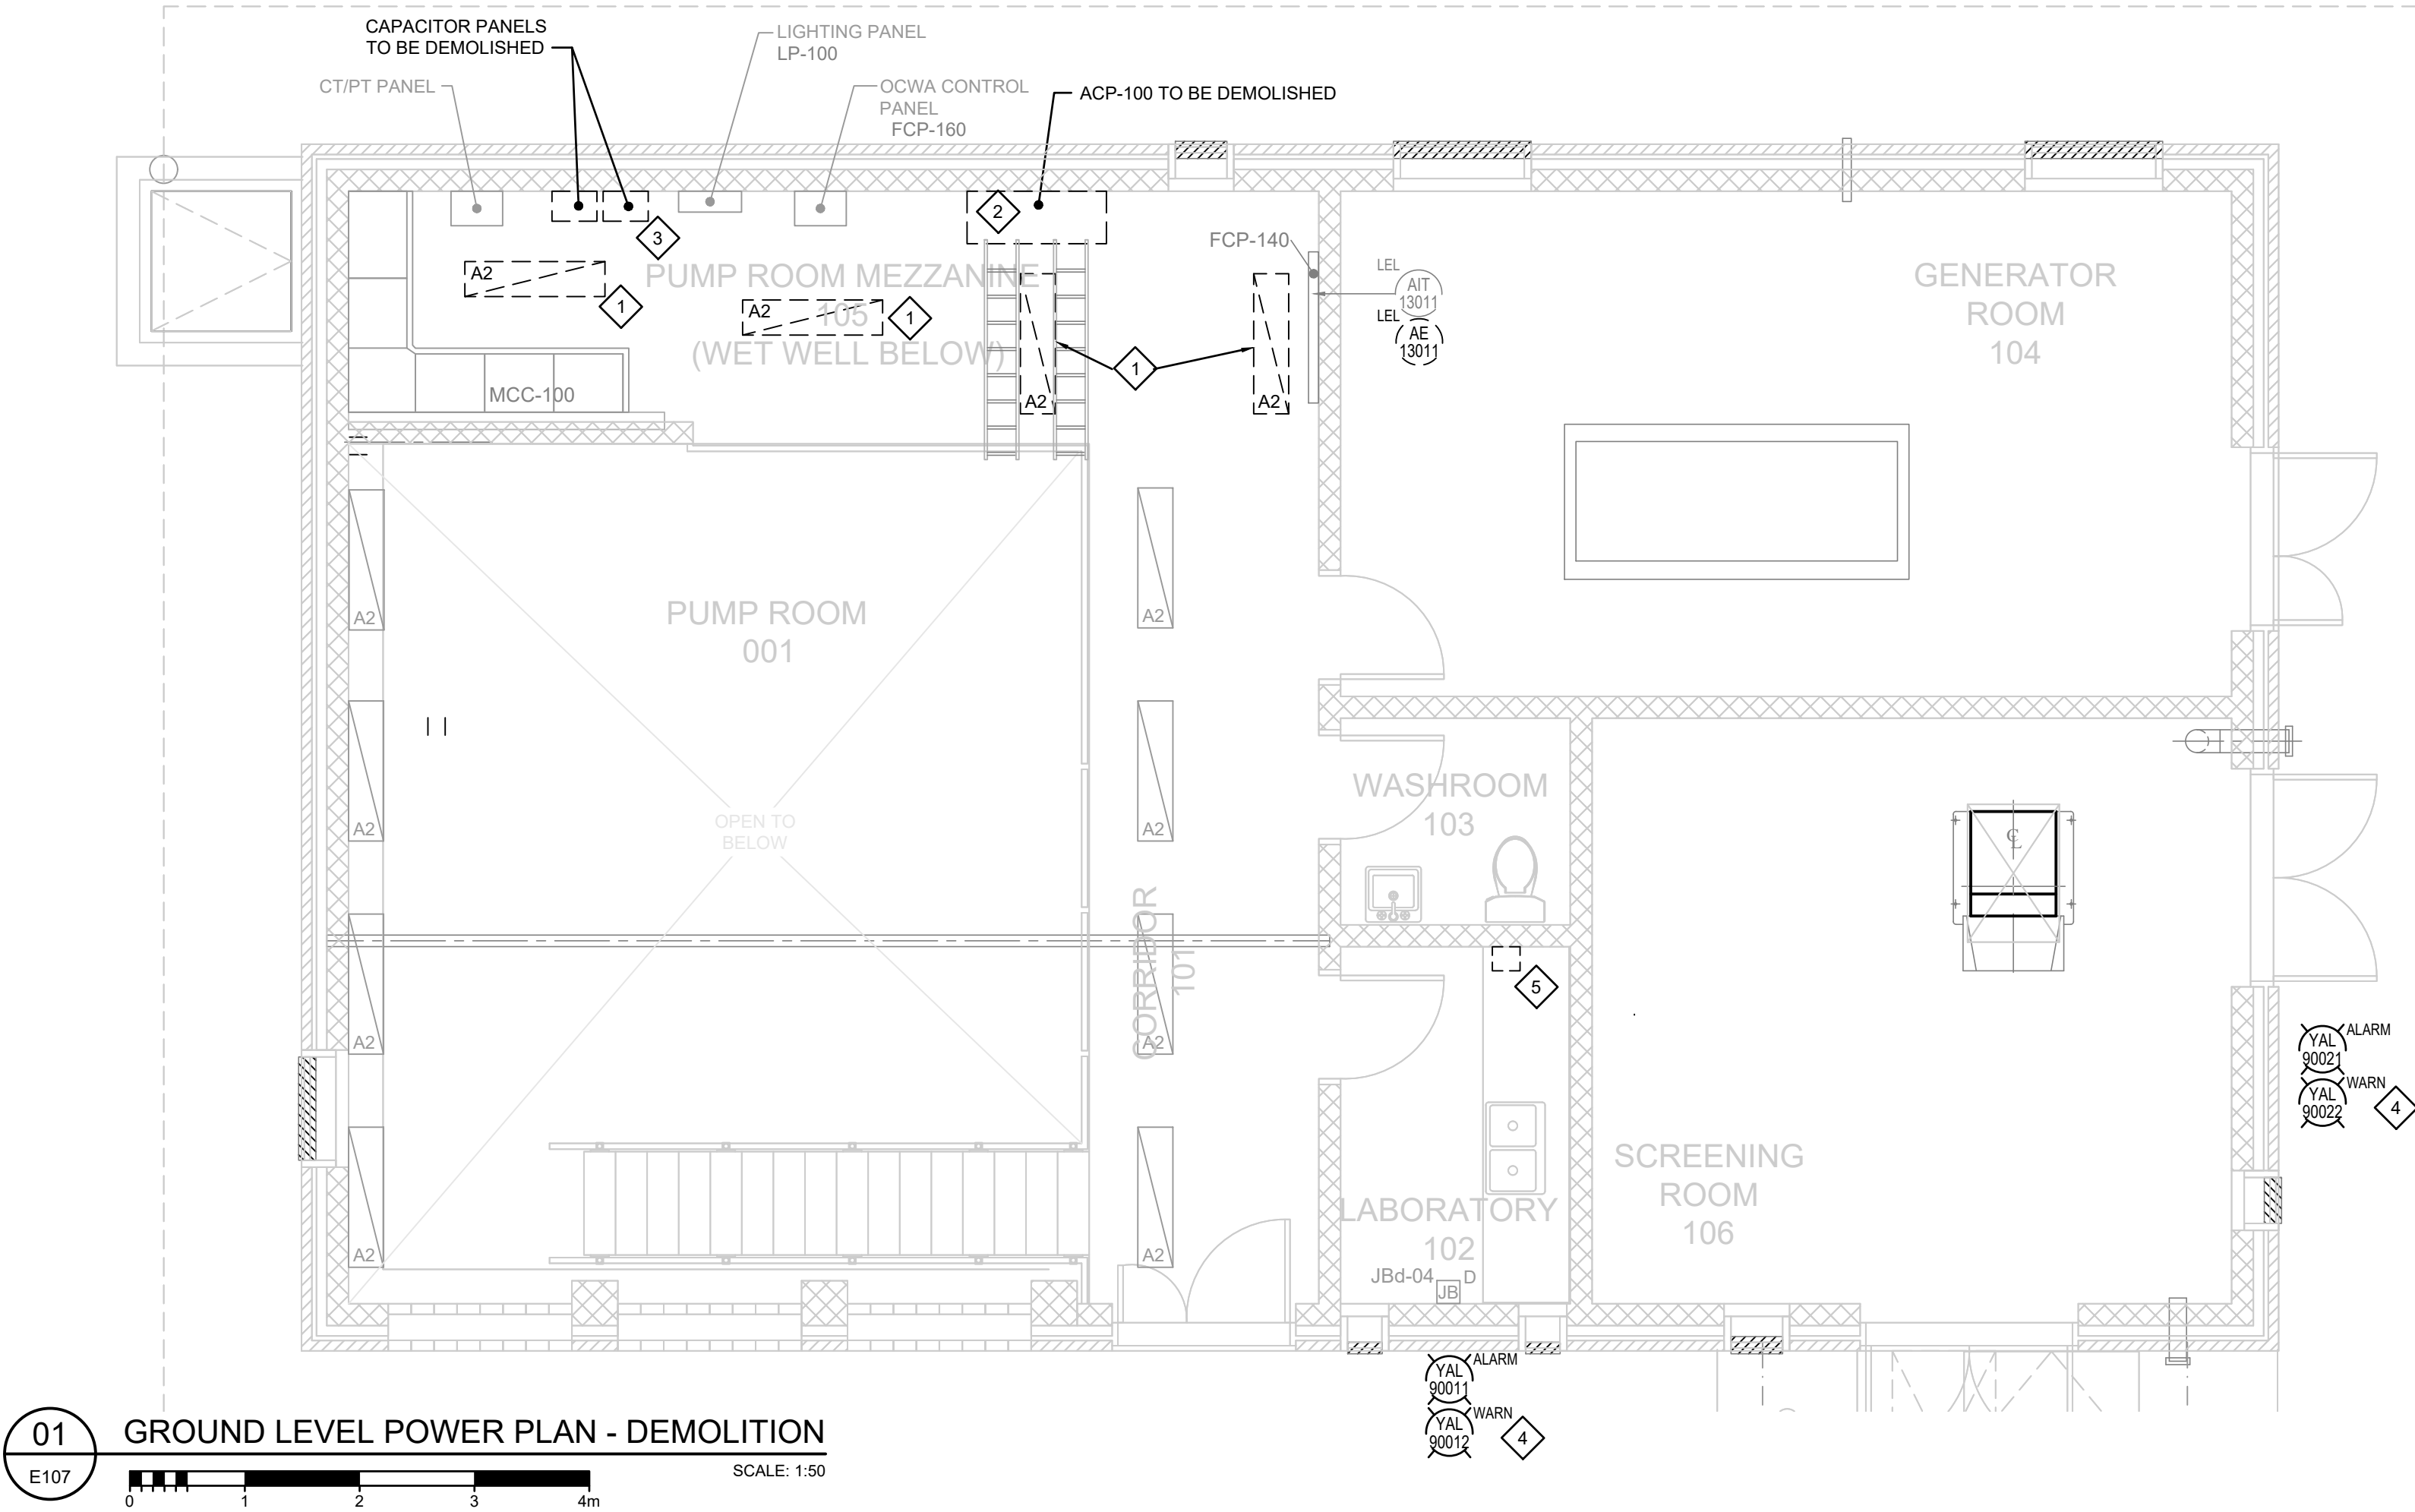 CAPACITOR PANELS
TO BE DEMOLISHED
LIGHTING PANEL
LP-100
CT/PT PANEL
OCWA CONTROL
PANEL
FCP-160
ACP-100 TO BE DEMOLISHED
2
3
FCP-140
A2
1
A2
1
PUMP ROOM MEZZANINE
105
(WET WELL BELOW)
1
A2
A2
LEL
AIT
13011
LEL
AE
13011
GENERATOR
ROOM
104
MCC-100
A2
A2
PUMP ROOM
001
A2
A2
OPEN TO
BELOW
WASHROOM
103
CORRIDOR
101
A2
A2
5
℄
YAL
90021
ALARM
YAL
90022
WARN
4
SCREENING
ROOM
106
LABORATORY
102
A2
A2
JBd-04
D
JB
YAL
90011
ALARM
YAL
90012
WARN
4
01
E107
GROUND LEVEL POWER PLAN - DEMOLITION
SCALE: 1:50
0 1 2 3 4m